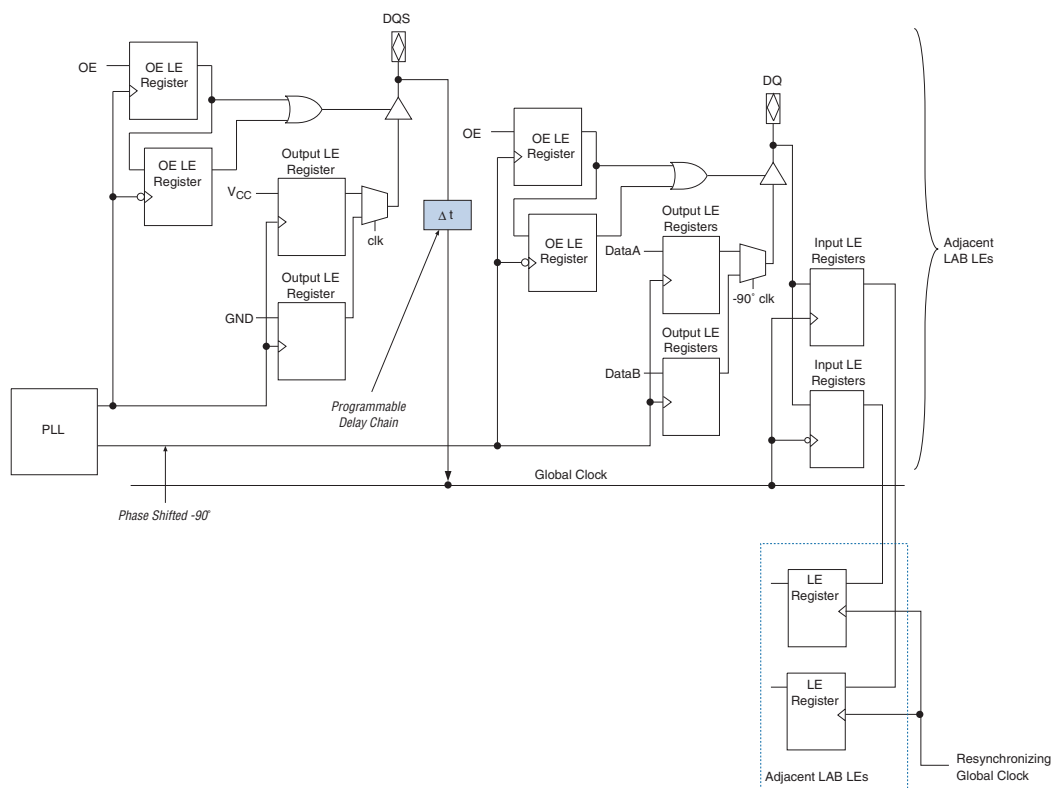 DQS
OE
OE LE
Register
OE LE
Register
Output LE
Register
VCC
clk
Output LE
Register
GND
Δ t
Programmable
Delay Chain
PLL
Phase Shifted -90°
Global Clock
DQ
OE
OE LE
Register
OE LE
Register
Output LE
Registers
DataA
-90° clk
Output LE
Registers
DataB
Input LE
Registers
Input LE
Registers
Adjacent
LAB LEs
LE
Register
LE
Register
Adjacent LAB LEs
Resynchronizing
Global Clock